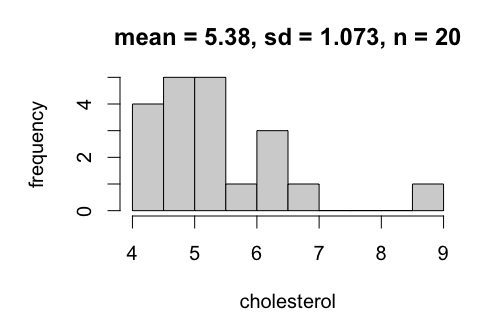 mean = 5.38, sd = 1.073, n = 20
frequency
4
2
0
4 5 6 7 8 9
cholesterol